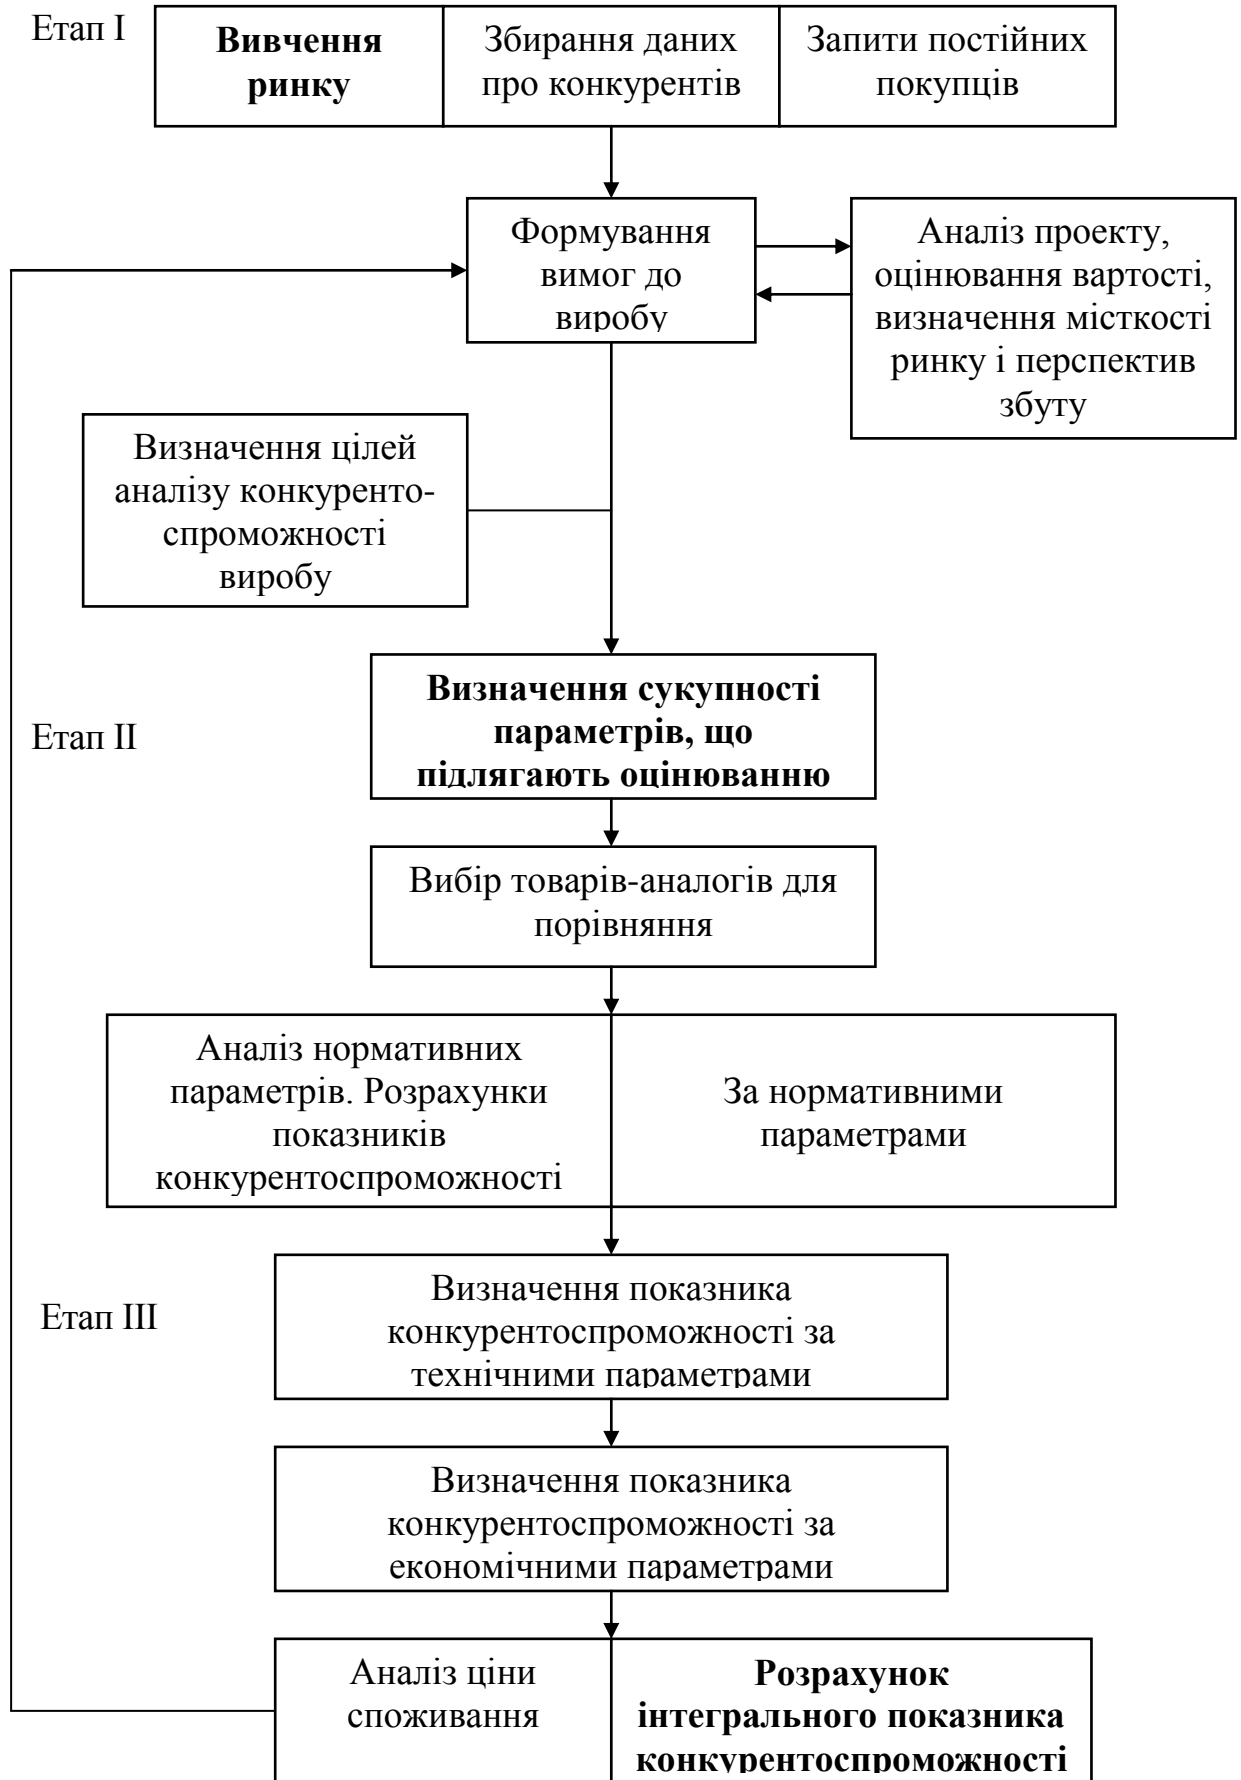 Етап I
Вивчення
ринку
Збирання даних
про конкурентів
Запити постійних
покупців
Формування
вимог до
виробу
Аналіз проекту,
оцінювання вартості,
визначення місткості
ринку і перспектив
збуту
Визначення цілей
аналізу конкуренто-
спроможності
виробу
Етап II
Визначення сукупності
параметрів, що
підлягають оцінюванню
Вибір товарів-аналогів для
порівняння
Аналіз нормативних
параметрів. Розрахунки
показників
конкурентоспроможності
За нормативними
параметрами
Етап III
Визначення показника
конкурентоспроможності за
технічними параметрами
Визначення показника
конкурентоспроможності за
економічними параметрами
Аналіз ціни
споживання
Розрахунок
інтегрального показника
конкурентоспроможності